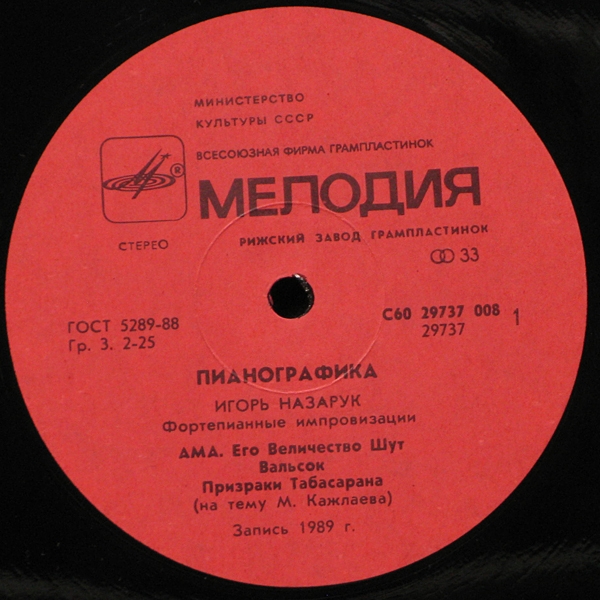 МИНИСТЕРСТВО
КУЛЬТУРЫ СССР
ВСЕСОЮЗНАЯ ФИРМА ГРАМПЛАСТИНОК
®
МЕЛОДИЯ
СТЕРЕО
РИЖСКИЙ ЗАВОД ГРАМПЛАСТИНОК
33
ГОСТ 5289-88
Гр. 3. 2-25
С60 29737 008
29737
1
ПИАНОГРАФИКА
ИГОРЬ НАЗАРУК
Фортепианные импровизации
АМА. Его Величество Шут
Вальсок
Призраки Табасарана
(на тему М. Кажлаева)
Запись 1989 г.